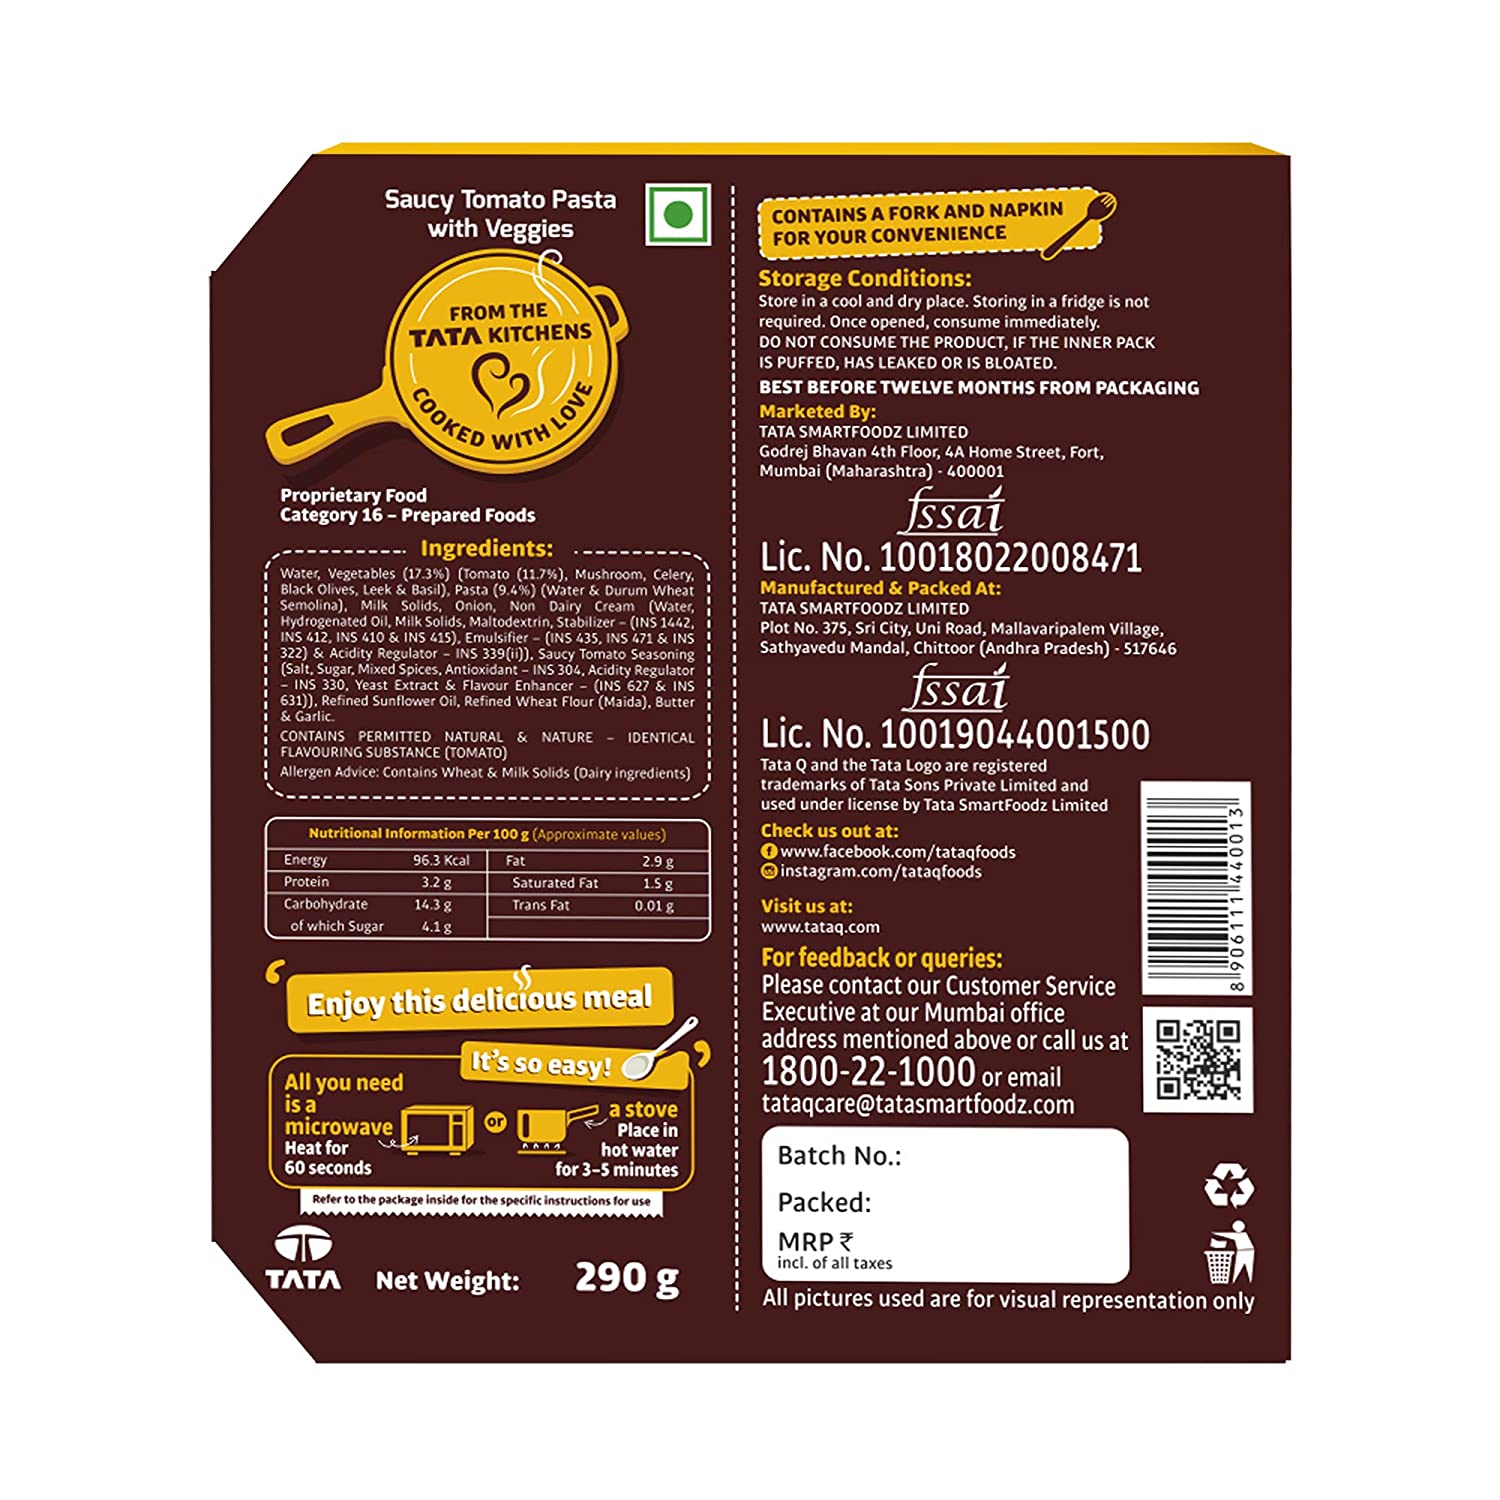 Saucy Tomato Pasta
with Veggies
FROM THE
TATA KITCHENS
COOKED WITH LOVE
Proprietary Food
Category 16 – Prepared Foods
Ingredients:
Water, Vegetables (17.3%) (Tomato (11.7%), Mushroom, Celery,
Black Olives, Leek & Basil), Pasta (9.4%) (Water & Durum Wheat
Semolina), Milk Solids, Onion, Non Dairy Cream (Water,
Hydrogenated Oil, Milk Solids, Maltodextrin, Stabilizer – (INS 1442,
INS 412, INS 410 & INS 415), Emulsifier – (INS 435, INS 471 & INS
322) & Acidity Regulator – INS 339(ii)), Saucy Tomato Seasoning
(Salt, Sugar, Mixed Spices, Antioxidant – INS 304, Acidity Regulator
– INS 330, Yeast Extract & Flavour Enhancer – (INS 627 & INS
631)), Refined Sunflower Oil, Refined Wheat Flour (Maida), Butter
& Garlic.
CONTAINS PERMITTED NATURAL & NATURE – IDENTICAL
FLAVOURING SUBSTANCE (TOMATO)
Allergen Advice: Contains Wheat & Milk Solids (Dairy ingredients)
Nutritional Information Per 100 g (Approximate values)
Energy 96.3 Kcal Fat 2.9 g
Protein 3.2 g Saturated Fat 1.5 g
Carbohydrate 14.3 g Trans Fat 0.01 g
of which Sugar 4.1 g
‘Enjoy this delicious meal
It's so easy!’
All you need
is a
microwave
Heat for
60 seconds
or
a stove
Place in
hot water
for 3–5 minutes
Refer to the package inside for the specific instructions for use
TATA
Net Weight: 290 g
CONTAINS A FORK AND NAPKIN
FOR YOUR CONVENIENCE
Storage Conditions:
Store in a cool and dry place. Storing in a fridge is not
required. Once opened, consume immediately.
DO NOT CONSUME THE PRODUCT, IF THE INNER PACK
IS PUFFED, HAS LEAKED OR IS BLOATED.
BEST BEFORE TWELVE MONTHS FROM PACKAGING
Marketed By:
TATA SMARTFOODZ LIMITED
Godrej Bhavan 4th Floor, 4A Home Street, Fort,
Mumbai (Maharashtra) - 400001
fssai
Lic. No. 10018022008471
Manufactured & Packed At:
TATA SMARTFOODZ LIMITED
Plot No. 375, Sri City, Uni Road, Mallavaripalem Village,
Sathyavedu Mandal, Chittoor (Andhra Pradesh) - 517646
fssai
Lic. No. 10019044001500
Tata Q and the Tata Logo are registered
trademarks of Tata Sons Private Limited and
used under license by Tata SmartFoodz Limited
Check us out at:
www.facebook.com/tataqfoods
instagram.com/tataqfoods
Visit us at:
www.tataq.com
For feedback or queries:
Please contact our Customer Service
Executive at our Mumbai office
address mentioned above or call us at
1800-22-1000 or email
tataqcare@tatasmartfoodz.com
8 906111 440013
Batch No.:
Packed:
MRP ₹
incl. of all taxes
All pictures used are for visual representation only